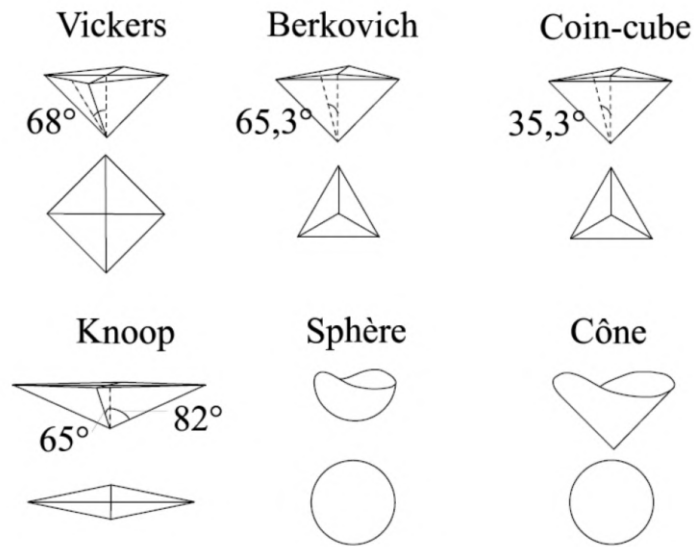 Vickers
Berkovich
Coin-cube
68°
65,3°
35,3°
Knoop
Sphère
Cône
65°
82°